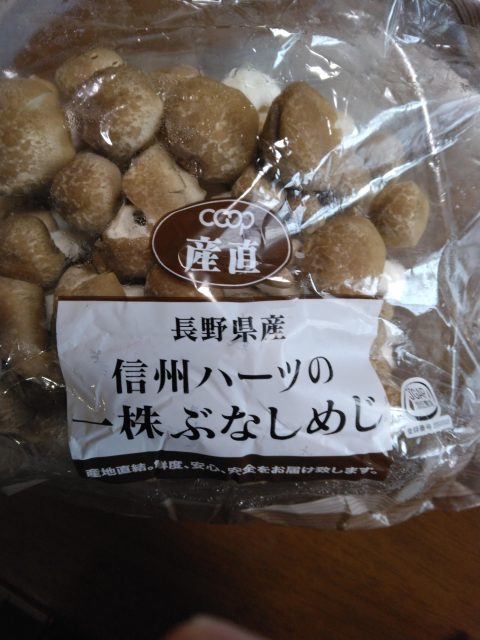 COOP
産直
長野県産
信州ハーツの
一株ぶなしめじ
産地直結。鮮度、安心、安全をお届け致します。
JGAP